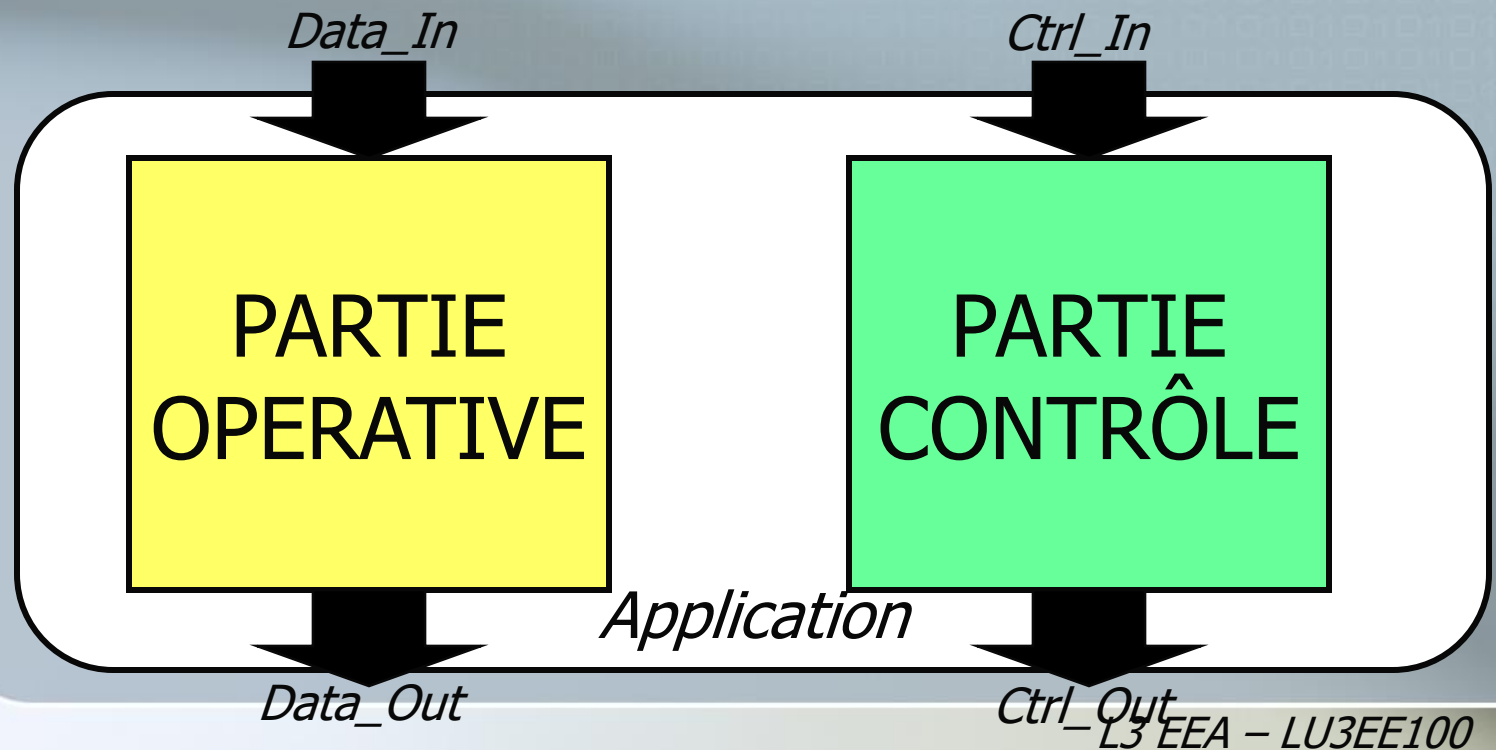 Data_In
Ctrl_In
PARTIE
OPERATIVE
PARTIE
CONTRÔLE
Application
Data_Out
Ctrl_Out
L3 EEA – LU3EE100